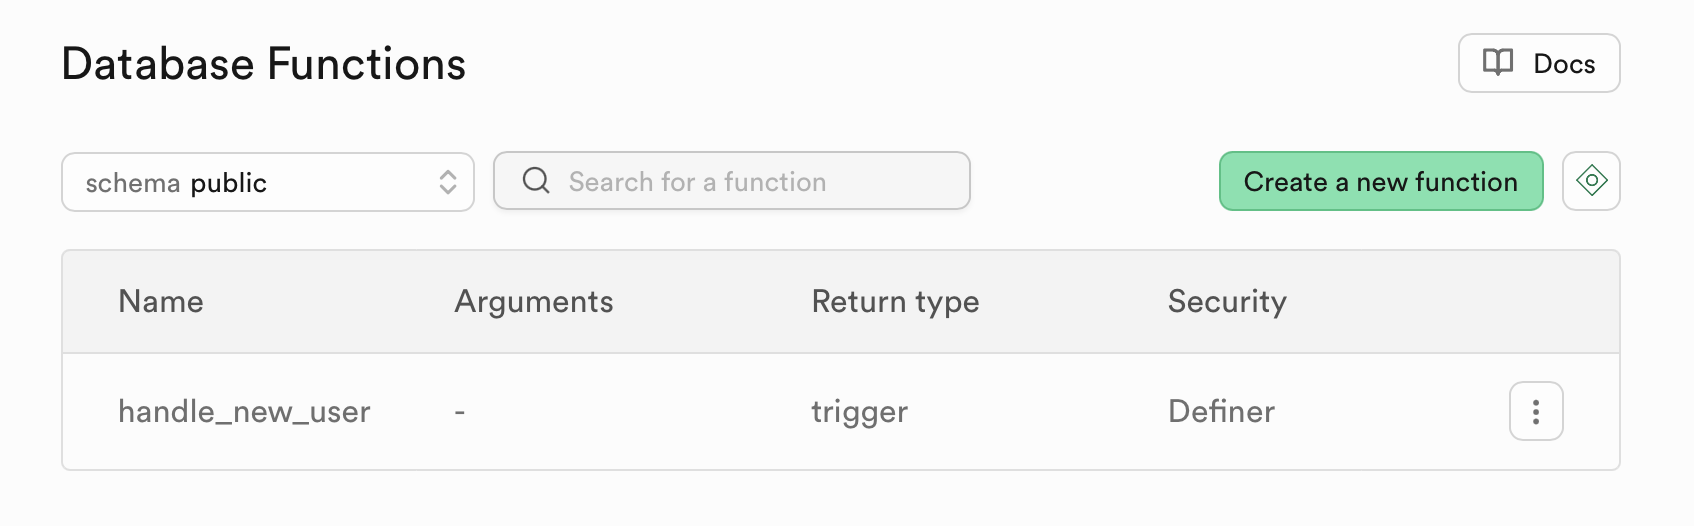 Database Functions
Docs
schema public
Search for a function
Create a new function
Name Arguments Return type Security
handle_new_user - trigger Definer